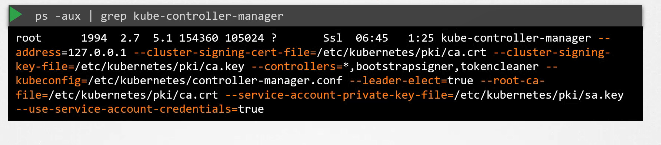 ps -aux | grep kube-controller-manager
root      1994  2.7  5.1 154360 105024 ?       Ssl  06:45   1:25 kube-controller-manager --
address=127.0.0.1 --cluster-signing-cert-file=/etc/kubernetes/pki/ca.crt --cluster-signing-
key-file=/etc/kubernetes/pki/ca.key --controllers=*,bootstrapsigner,tokencleaner --
kubeconfig=/etc/kubernetes/controller-manager.conf --leader-elect=true --root-ca-
file=/etc/kubernetes/pki/ca.crt --service-account-private-key-file=/etc/kubernetes/pki/sa.key
--use-service-account-credentials=true